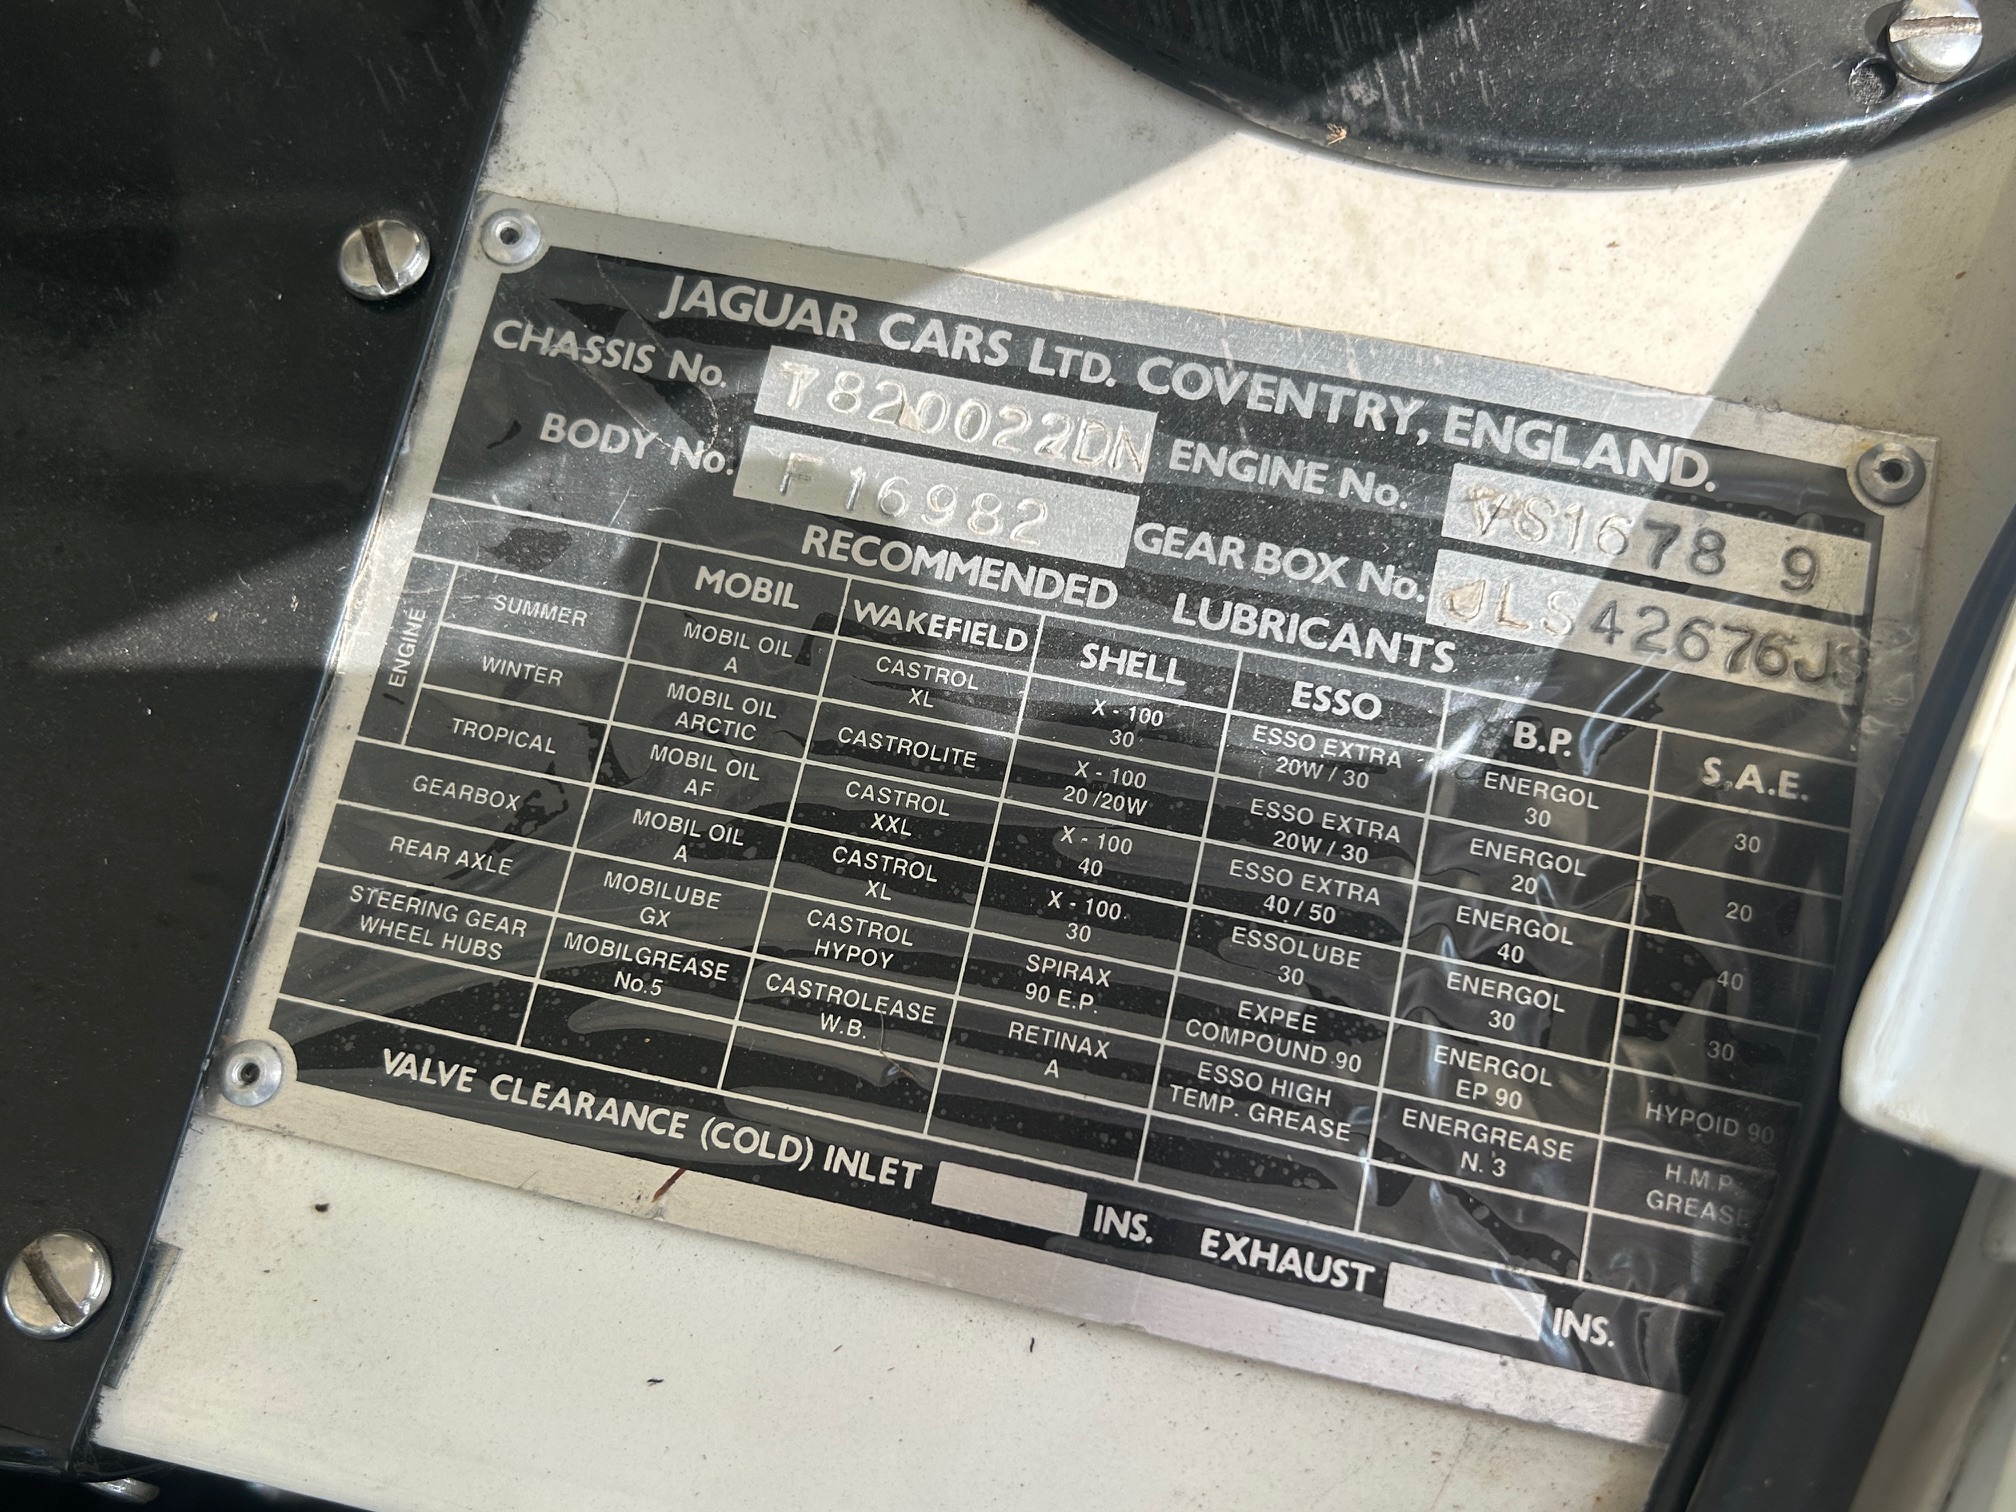 JAGUAR CARS LTD. COVENTRY, ENGLAND.
CHASSIS No. T820022DN ENGINE No. VS1678 9
BODY No. F 16982 GEAR BOX No. JLS42676JS
RECOMMENDED LUBRICANTS
MOBIL WAKEFIELD SHELL ESSO B.P. S.A.E.
ENGINE
SUMMER MOBIL OIL A CASTROL XL X - 100 30 ESSO EXTRA 20W / 30 ENERGOL 30 30
WINTER MOBIL OIL ARCTIC CASTROLITE X - 100 20 /20W ESSO EXTRA 20W / 30 ENERGOL 20 20
TROPICAL MOBIL OIL AF CASTROL XXL X - 100 40 ESSO EXTRA 40 / 50 ENERGOL 40 40
GEARBOX MOBIL OIL A CASTROL XL X - 100 30 ESSOLUBE 30 ENERGOL 30 30
REAR AXLE MOBILUBE GX CASTROL HYPOY SPIRAX 90 E.P. EXPEE COMPOUND 90 ENERGOL EP 90 HYPOID 90
STEERING GEAR WHEEL HUBS MOBILGREASE No.5 CASTROLEASE W.B. RETINAX A ESSO HIGH TEMP. GREASE ENERGREASE N. 3 H.M.P. GREASE
VALVE CLEARANCE (COLD) INLET INS. EXHAUST INS.